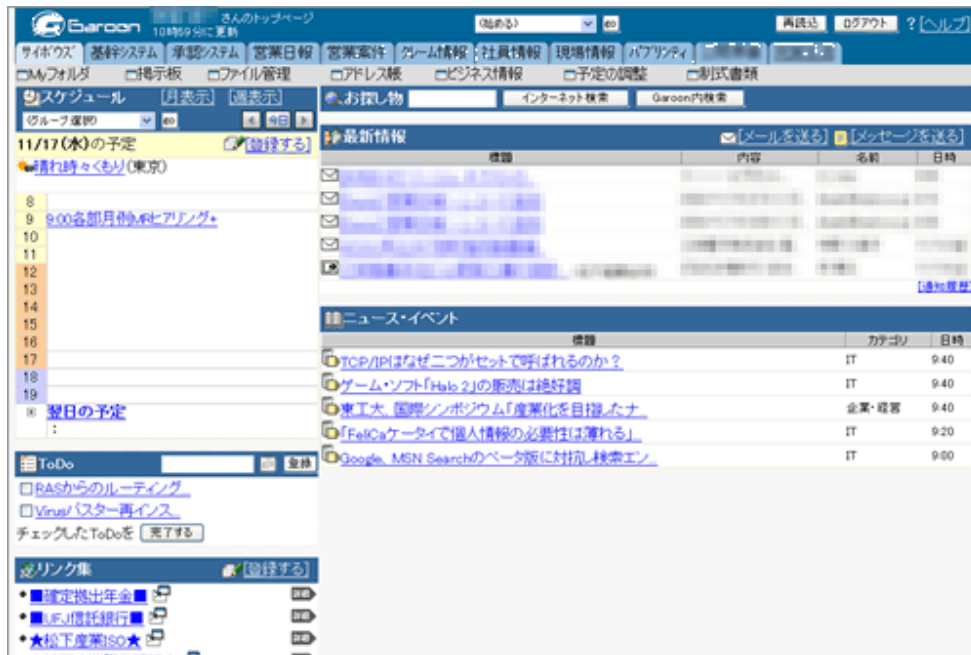 Garoon
さんのトップページ
10時59分に更新
(始める)
GO
再読込
ログアウト
?[ヘルプ]
サイボウズ 基幹システム 承認システム 営業日報 営業案件 クレーム情報 社員情報 現場情報 パブリシティ
Myフォルダ 掲示板 ファイル管理 アドレス帳 ビジネス情報 予定の調整 制式書類
スケジュール [月表示] [週表示]
(グループ選択) GO 今日
11/17(水)の予定 [登録する]
晴れ時々くもり(東京)
8
9 9:00各部月例MRヒアリング+
10
11
12
13
14
15
16
17
18
19
翌日の予定
:
ToDo 登録
RASからのルーティング...
Virusバスター再インス...
チェックしたToDoを 完了する
リンク集 [登録する]
■確定拠出年金■ 詳細
■UFJ信託銀行■ 詳細
★松下産業ISO★ 詳細
お探し物 インターネット検索 Garoon内検索
最新情報 [メールを送る] [メッセージを送る]
標題 内容 名前 日時
[通知履歴]
ニュース・イベント
標題 カテゴリ 日時
TCP/IPはなぜ二つがセットで呼ばれるのか? IT 9:40
ゲーム・ソフト「Halo 2」の販売は絶好調 IT 9:40
東工大、国際シンポジウム「産業化を目指したナ... 企業・経営 9:40
「FeliCaケータイで個人情報の必要性は薄れる」... IT 9:20
Google、MSN Searchのベータ版に対抗し検索エン... IT 9:00